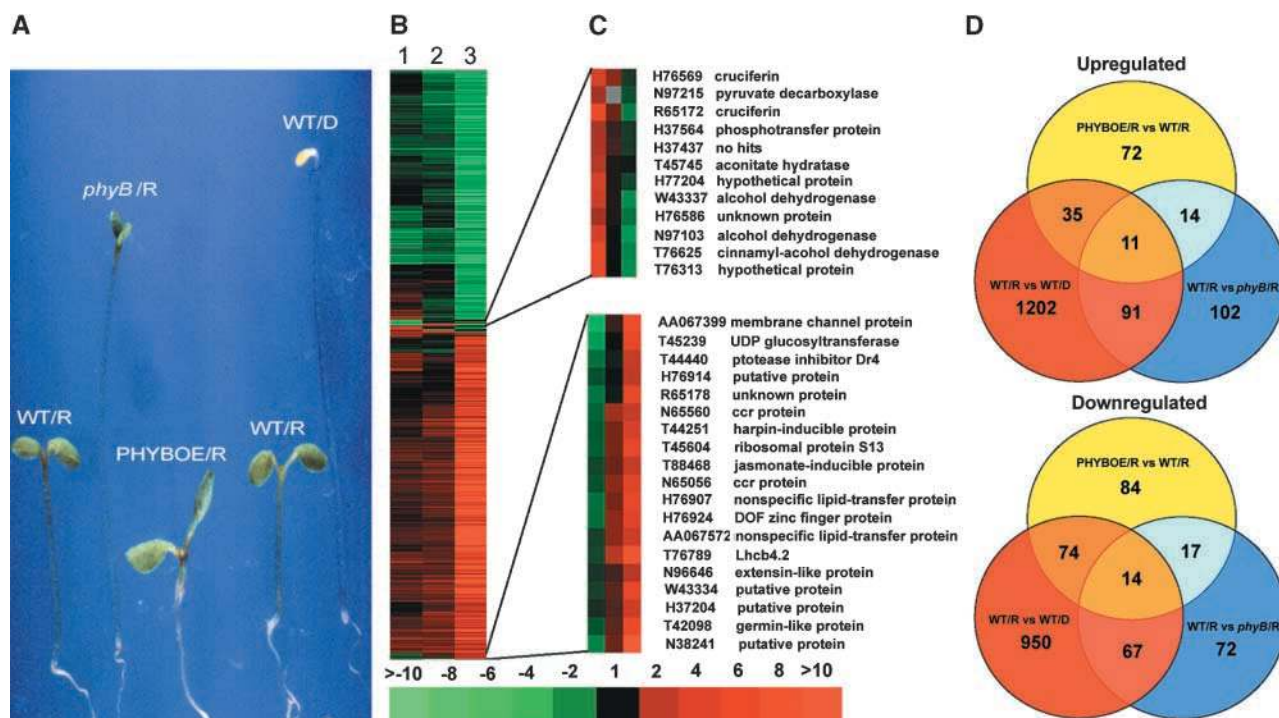 A
B
C
D
WT/D
phyB/R
WT/R
PHYBOE/R
WT/R
1 2 3
H76569 cruciferin
N97215 pyruvate decarboxylase
R65172 cruciferin
H37564 phosphotransfer protein
H37437 no hits
T45745 aconitate hydratase
H77204 hypothetical protein
W43337 alcohol dehydrogenase
H76586 unknown protein
N97103 alcohol dehydrogenase
T76625 cinnamyl-acohol dehydrogenase
T76313 hypothetical protein
AA067399 membrane channel protein
T45239 UDP glucosyltransferase
T44440 ptotease inhibitor Dr4
H76914 putative protein
R65178 unknown protein
N65560 ccr protein
T44251 harpin-inducible protein
T45604 ribosomal protein S13
T88468 jasmonate-inducible protein
N65056 ccr protein
H76907 nonspecific lipid-transfer protein
H76924 DOF zinc finger protein
AA067572 nonspecific lipid-transfer protein
T76789 Lhcb4.2
N96646 extensin-like protein
W43334 putative protein
H37204 putative protein
T42098 germin-like protein
N38241 putative protein
>-10 -8 -6 -4 -2 1 2 4 6 8 >10
Upregulated
PHYBOE/R vs WT/R
72
35
14
11
WT/R vs WT/D
1202
91
WT/R vs phyB/R
102
Downregulated
PHYBOE/R vs WT/R
84
74
17
14
WT/R vs WT/D
950
67
WT/R vs phyB/R
72